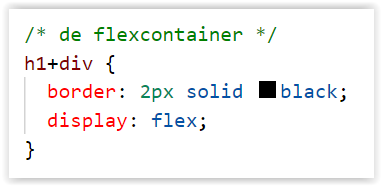 /* de flexcontainer */
h1+div {
  border: 2px solid black;
  display: flex;
}